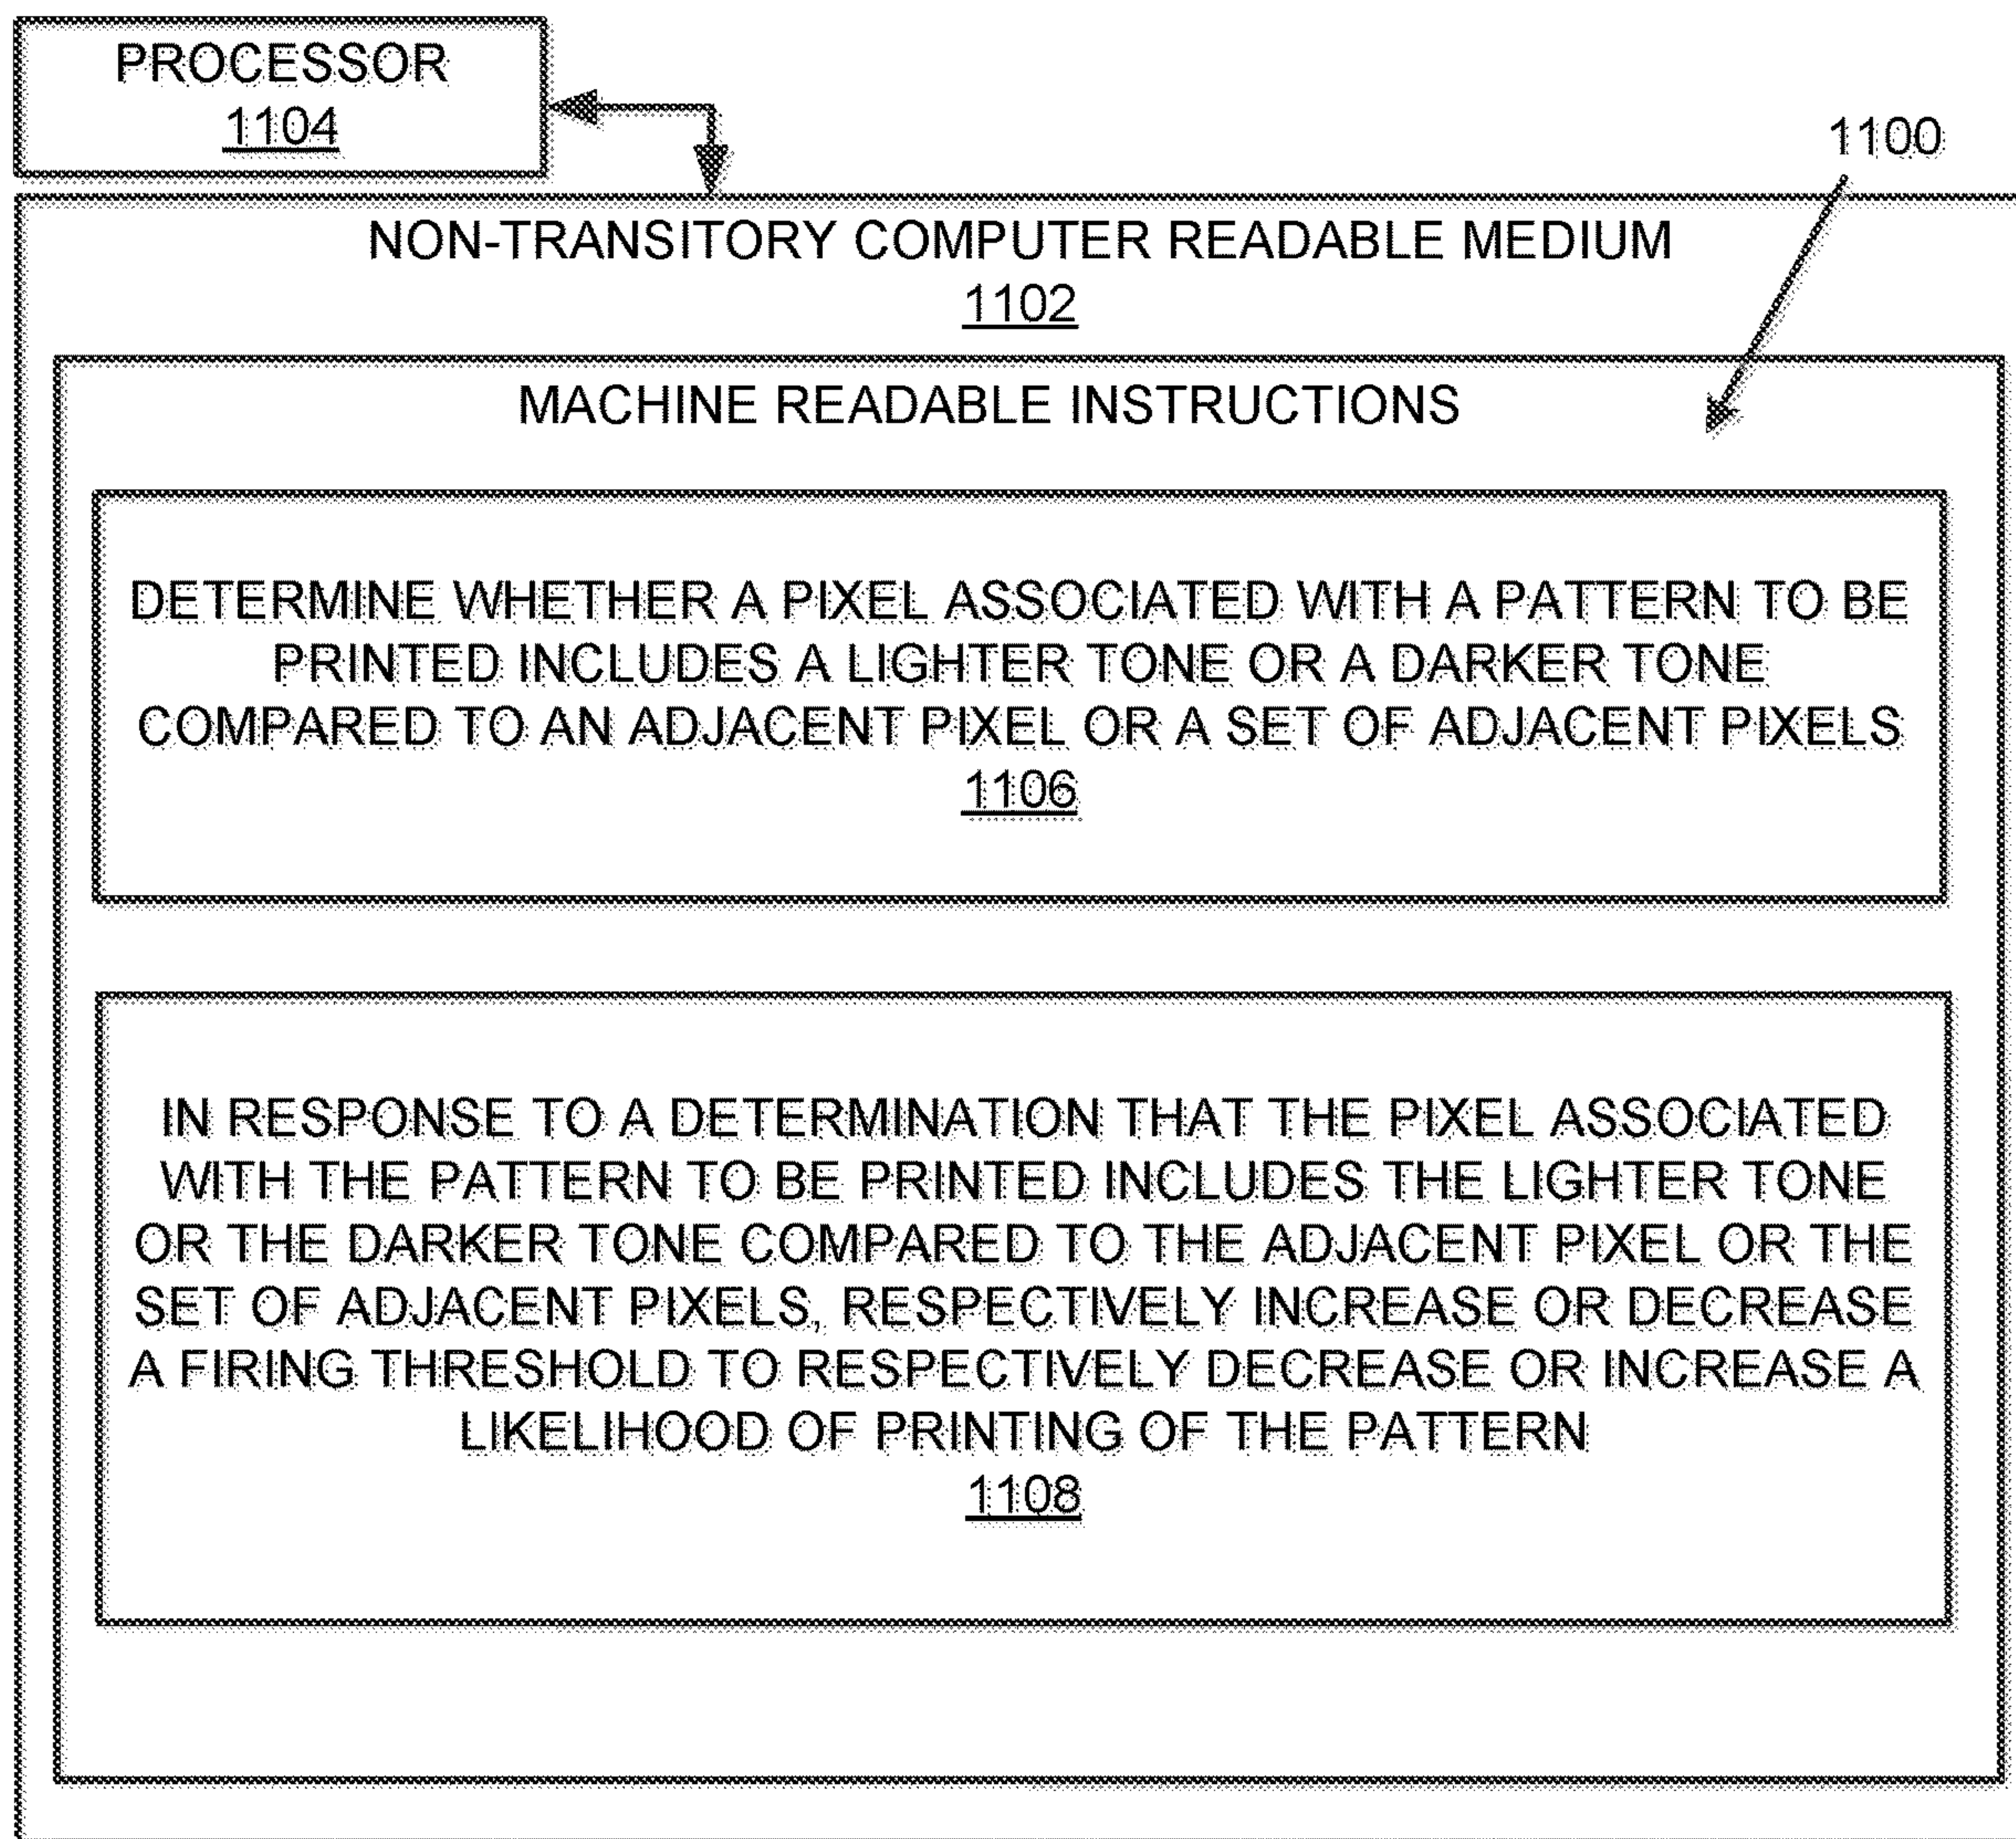 PROCESSOR
1104
1100
NON-TRANSITORY COMPUTER READABLE MEDIUM
1102
MACHINE READABLE INSTRUCTIONS
DETERMINE WHETHER A PIXEL ASSOCIATED WITH A PATTERN TO BE
PRINTED INCLUDES A LIGHTER TONE OR A DARKER TONE
COMPARED TO AN ADJACENT PIXEL OR A SET OF ADJACENT PIXELS
1106
IN RESPONSE TO A DETERMINATION THAT THE PIXEL ASSOCIATED
WITH THE PATTERN TO BE PRINTED INCLUDES THE LIGHTER TONE
OR THE DARKER TONE COMPARED TO THE ADJACENT PIXEL OR THE
SET OF ADJACENT PIXELS, RESPECTIVELY INCREASE OR DECREASE
A FIRING THRESHOLD TO RESPECTIVELY DECREASE OR INCREASE A
LIKELIHOOD OF PRINTING OF THE PATTERN
1108